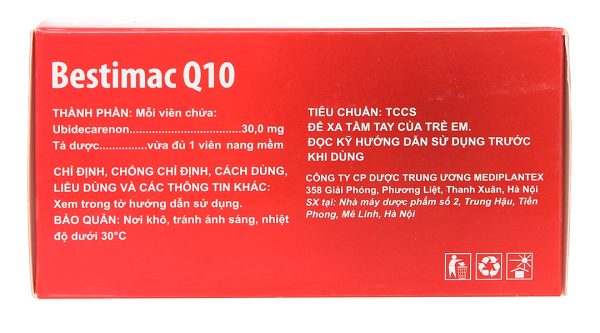 Bestimac Q10
THÀNH PHẦN: Mỗi viên chứa:
Ubidecarenon....................................30,0 mg
Tá dược...............vừa đủ 1 viên nang mềm
CHỈ ĐỊNH, CHỐNG CHỈ ĐỊNH, CÁCH DÙNG,
LIỀU DÙNG VÀ CÁC THÔNG TIN KHÁC:
Xem trong tờ hướng dẫn sử dụng.
BẢO QUẢN: Nơi khô, tránh ánh sáng, nhiệt
độ dưới 30°C
TIÊU CHUẨN: TCCS
ĐỂ XA TẦM TAY CỦA TRẺ EM.
ĐỌC KỸ HƯỚNG DẪN SỬ DỤNG TRƯỚC
KHI DÙNG
CÔNG TY CP DƯỢC TRUNG ƯƠNG MEDIPLANTEX
358 Giải Phóng, Phương Liệt, Thanh Xuân, Hà Nội
SX tại: Nhà máy dược phẩm số 2, Trung Hậu, Tiền
Phong, Mê Linh, Hà Nội